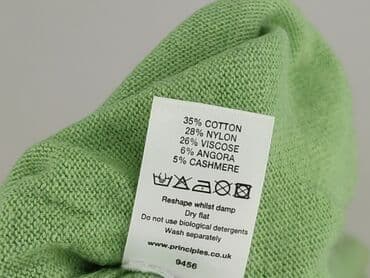 35% COTTON
28% NYLON
26% VISCOSE
6% ANGORA
5% CASHMERE
Reshape whilst damp
Dry flat
Do not use biological detergents
Wash separately
www.principles.co.uk
9456